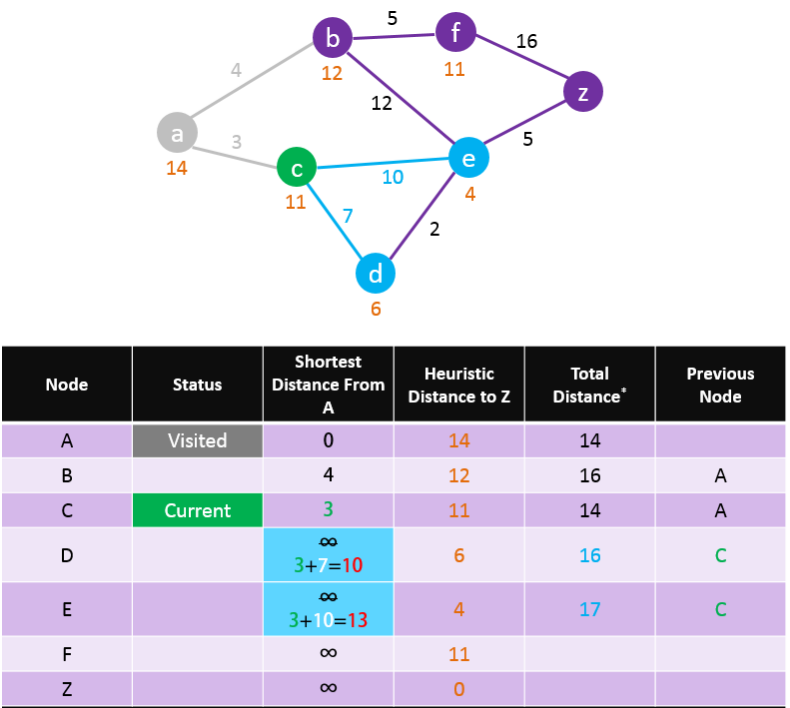 5
b
f
16
4
12
11
z
12
a
3
5
e
c
14
10
4
11
7
2
d
6
Node Status Shortest Distance From A Heuristic Distance to Z Total Distance* Previous Node
A Visited 0 14 14
B 4 12 16 A
C Current 3 11 14 A
D ∞ 3+7=10 6 16 C
E ∞ 3+10=13 4 17 C
F ∞ 11
Z ∞ 0